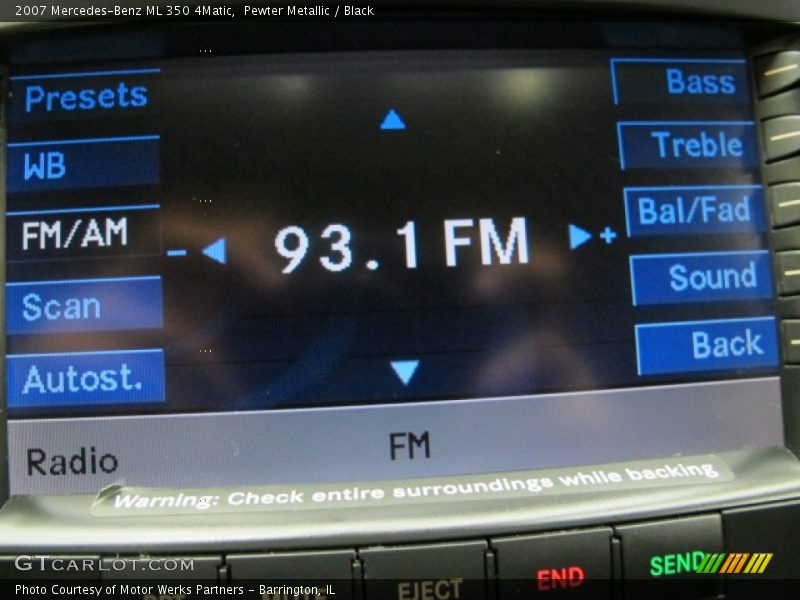 2007 Mercedes-Benz ML 350 4Matic, Pewter Metallic / Black
Presets
Bass
WB
Treble
FM/AM
- 93.1 FM +
Bal/Fad
Scan
Sound
Autost.
Back
Radio FM
Warning: Check entire surroundings while backing
EJECT END SEND
GTCARLOT.COM
Photo Courtesy of Motor Werks Partners - Barrington, IL